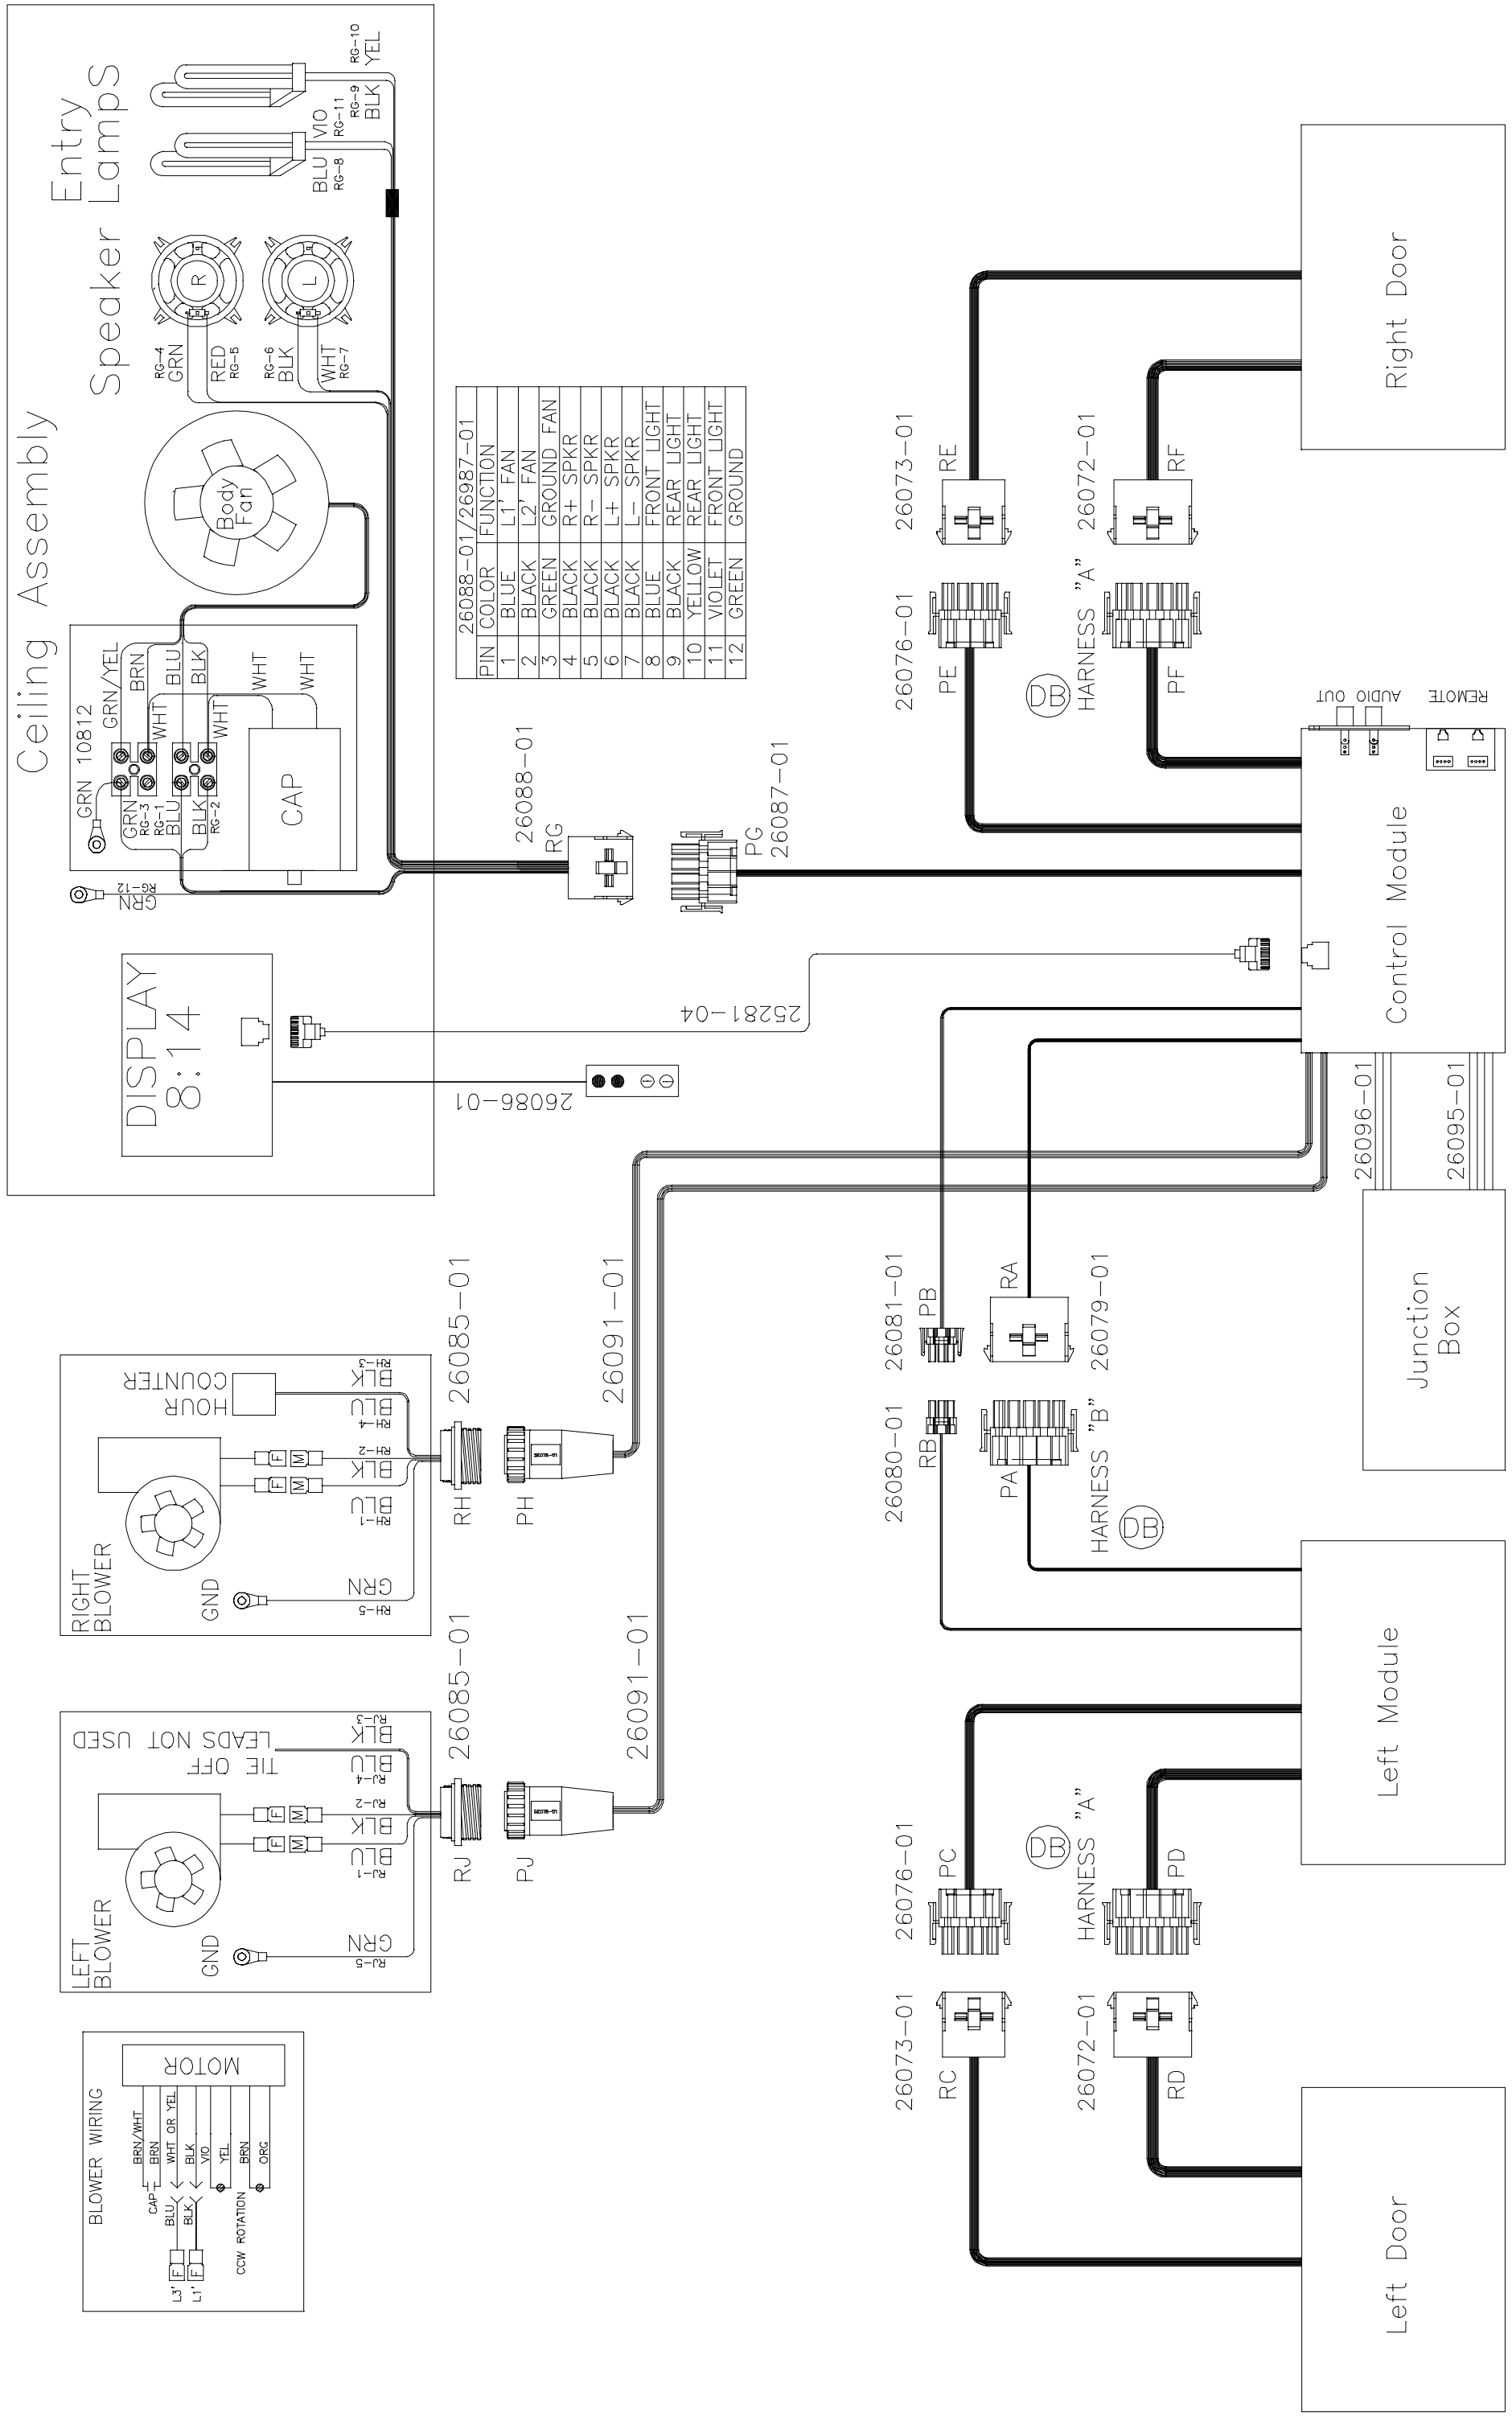 Ceiling Assembly
Entry
LampS
Speaker
RG-10
YEL
RG-9
BLK
VIO
RG-11
BLU
RG-8
R
L
RG-4
GRN
RED
RG-5
RG-6
BLK
WHT
RG-7
Body
Fan
GRN 10812
GRN/YEL
BRN
WHT
BLU
BLK
WHT
WHT
WHT
GRN
RG-3
RG-1
BLU
BLK
RG-2
CAP
RG-12
GRN
DISPLAY
8:14
25281-04
26086-01
26088-01/26987-01
PIN COLOR FUNCTION
1 BLUE L1' FAN
2 BLACK L2' FAN
3 GREEN GROUND FAN
4 BLACK R+ SPKR
5 BLACK R- SPKR
6 BLACK L+ SPKR
7 BLACK L- SPKR
8 BLUE FRONT LIGHT
9 BLACK REAR LIGHT
10 YELLOW REAR LIGHT
11 VIOLET FRONT LIGHT
12 GREEN GROUND
26088-01
RG
PG
26087-01
26073-01
RE
26072-01
RF
26076-01
PE
DB
HARNESS "A"
PF
Right Door
AUDIO OUT
REMOTE
Control Module
26096-01
26095-01
Junction
Box
RIGHT
BLOWER
HOUR
COUNTER
F
M
F
M
RH-3
BLK
BLU
RH-4
RH-2
BLK
BLU
RH-1
GND
GRN
RH-5
26085-01
RH
PH
26091-01
LEFT
BLOWER
TIE OFF
LEADS NOT USED
F
M
F
M
RJ-3
BLK
BLU
RJ-4
RJ-2
BLK
BLU
RJ-1
GND
GRN
RJ-5
26085-01
RJ
PJ
26091-01
26081-01
PB
RA
26079-01
26080-01
RB
PA
HARNESS "B"
DB
Left Module
26076-01
PC
DB
HARNESS "A"
PD
26073-01
RC
26072-01
RD
Left Door
BLOWER WIRING
MOTOR
BRN/WHT
BRN
WHT OR YEL
BLK
VIO
YEL
BRN
ORG
CAP
BLU
BLK
CCW ROTATION
L3'
F
L1'
F